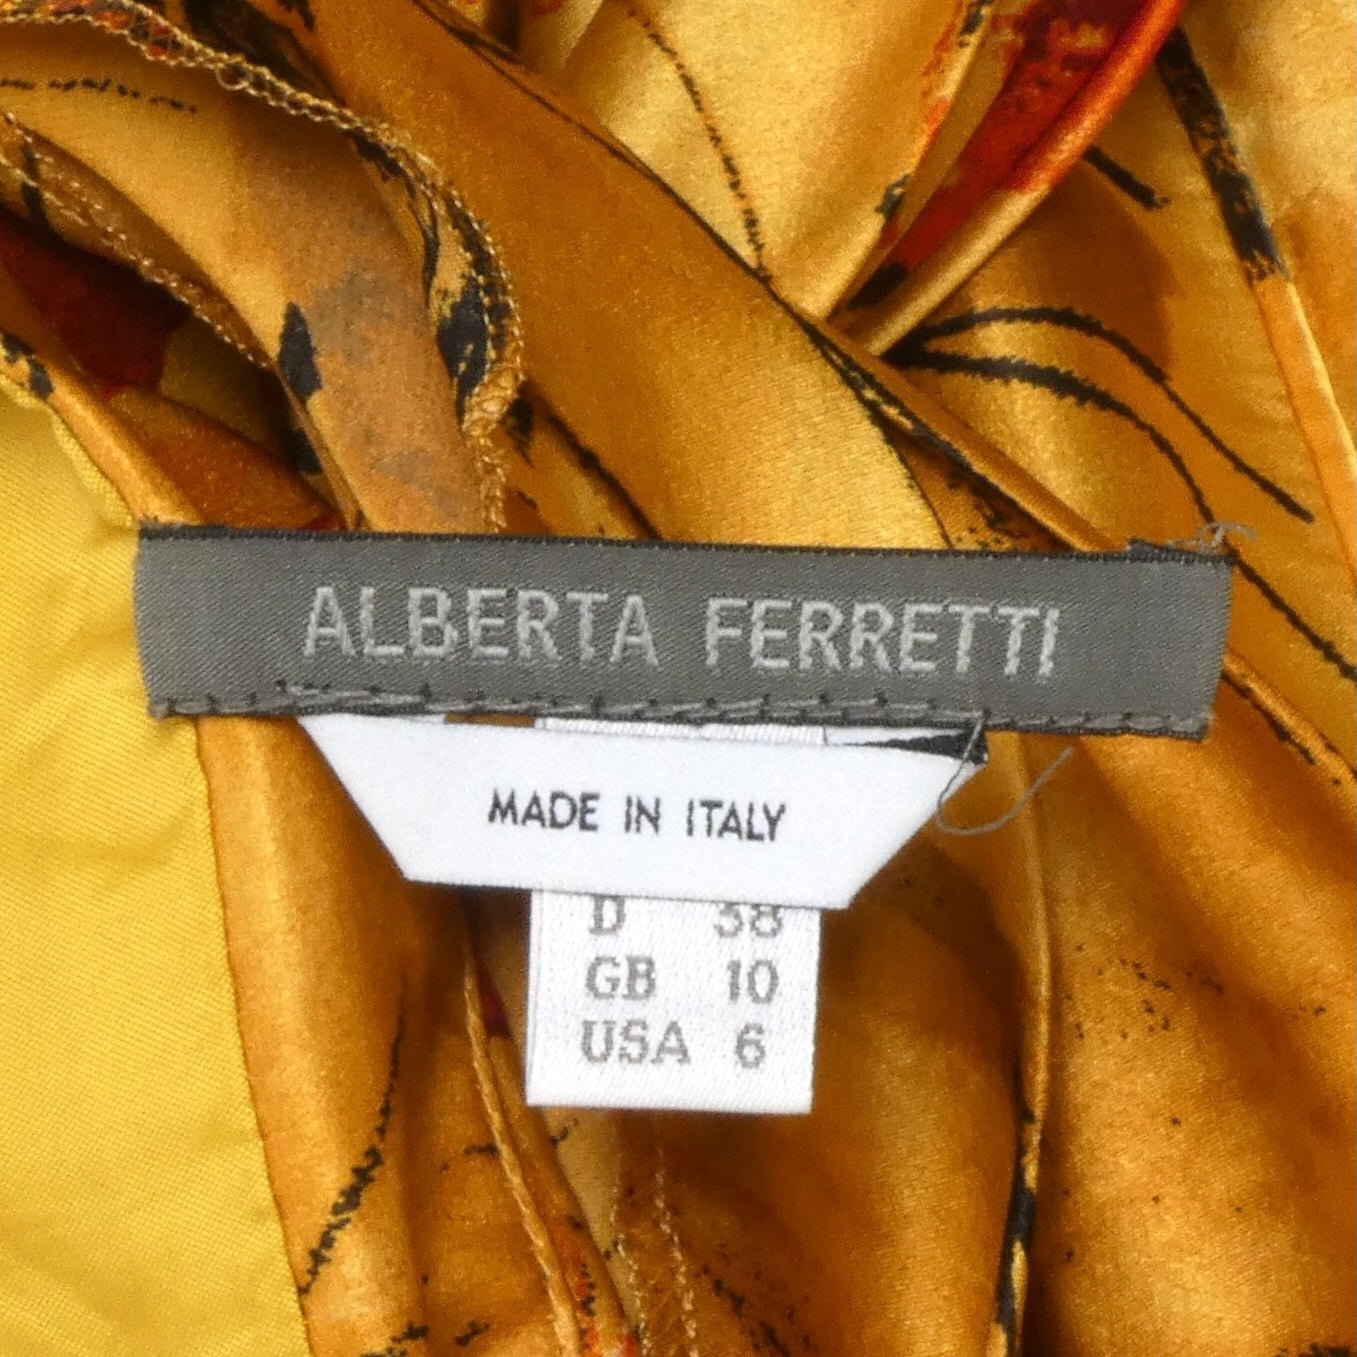 ALBERTA FERRETTI
MADE IN ITALY
D 38
GB 10
USA 6